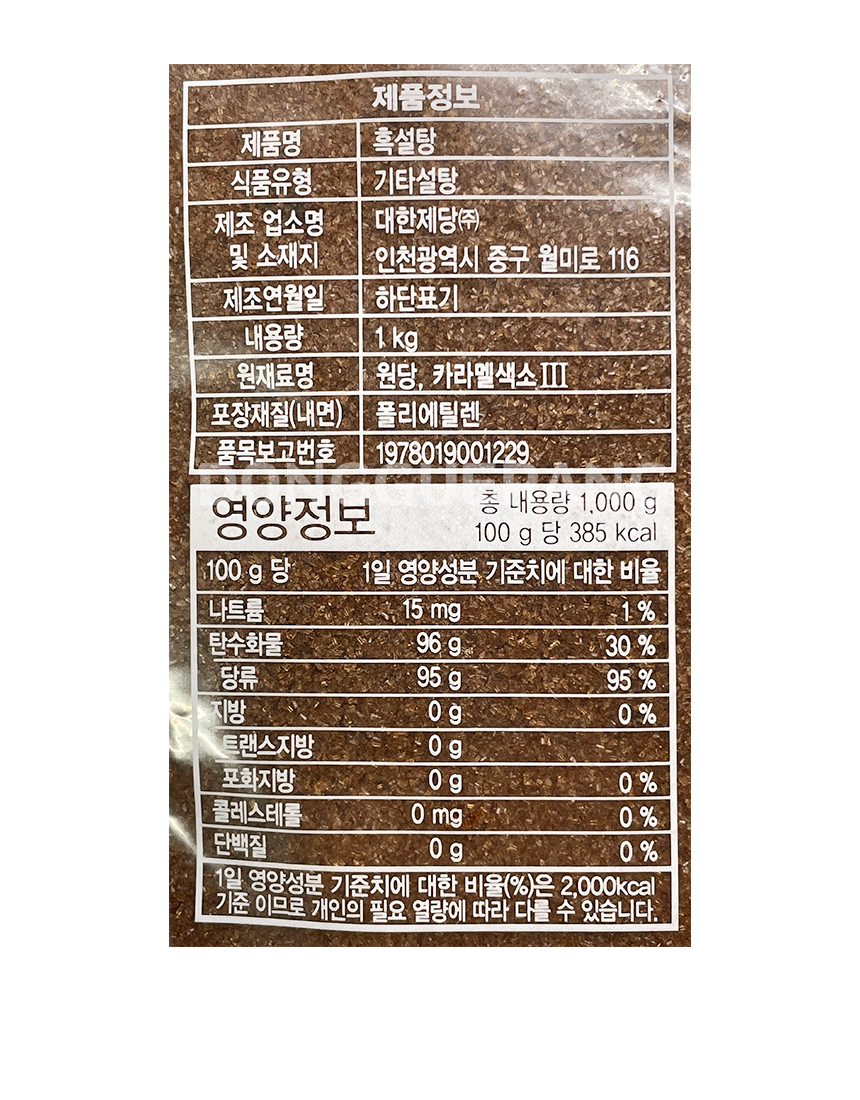 제품정보
제품명 흑설탕
식품유형 기타설탕
제조 업소명 대한제당㈜
및 소재지 인천광역시 중구 월미로 116
제조연월일 하단표기
내용량 1 kg
원재료명 원당, 카라멜색소III
포장재질(내면) 폴리에틸렌
품목보고번호 1978019001229
영양정보 총 내용량 1,000 g
100 g 당 385 kcal
100 g 당 1일 영양성분 기준치에 대한 비율
나트륨 15 mg 1 %
탄수화물 96 g 30 %
당류 95 g 95 %
지방 0 g 0 %
트랜스지방 0 g
포화지방 0 g 0 %
콜레스테롤 0 mg 0 %
단백질 0 g 0 %
1일 영양성분 기준치에 대한 비율(%)은 2,000kcal
기준 이므로 개인의 필요 열량에 따라 다를 수 있습니다.